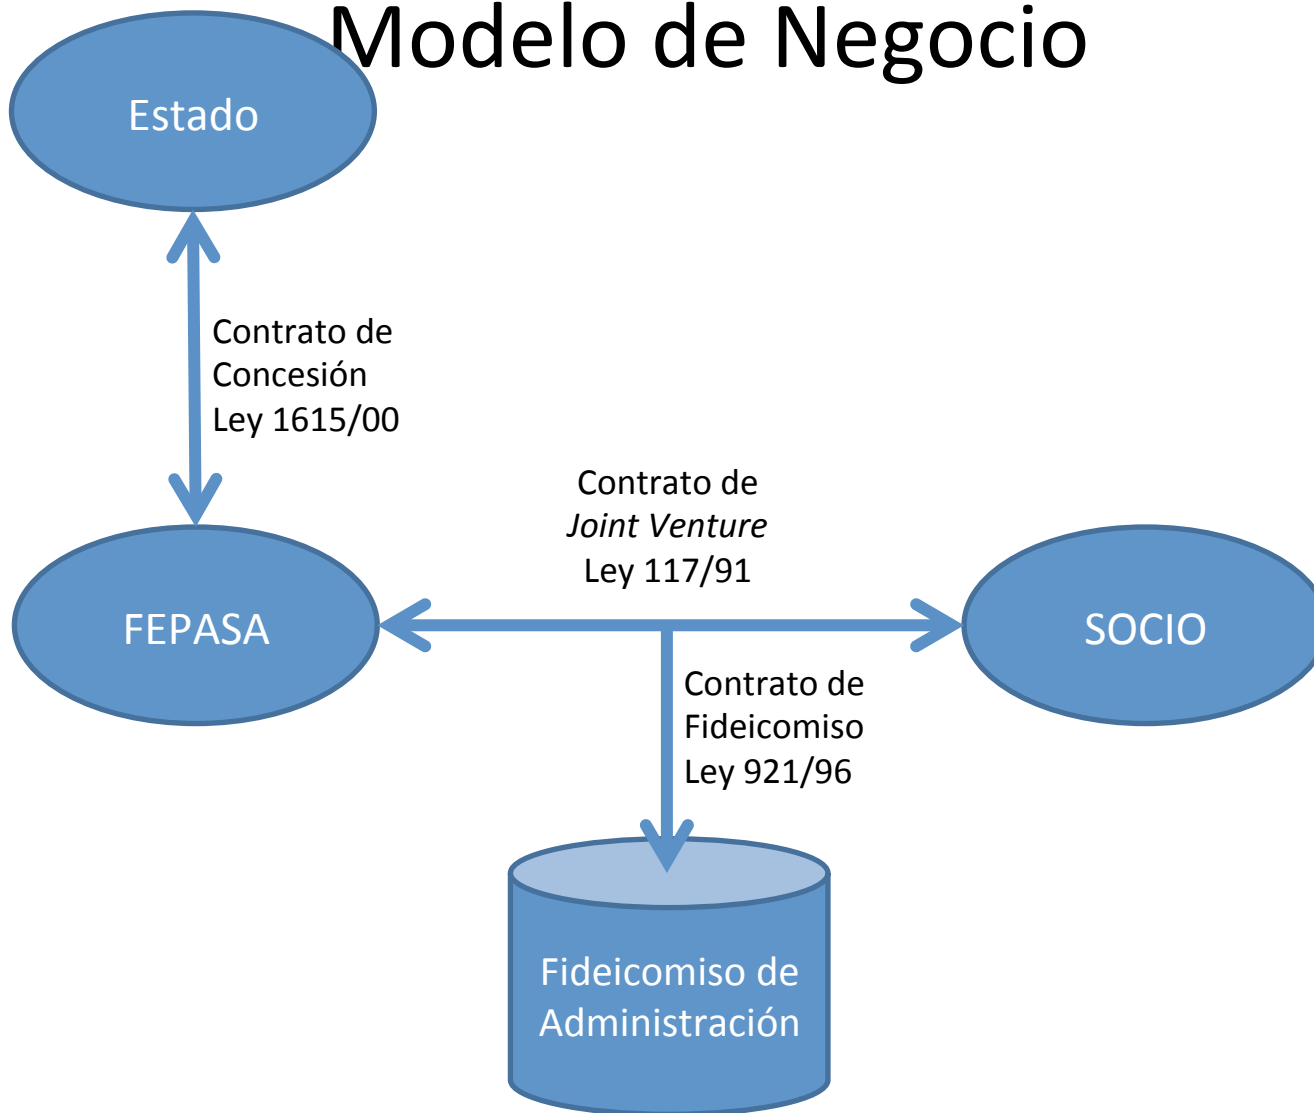 Modelo de Negocio
Estado
Contrato de
Concesión
Ley 1615/00
Contrato de
Joint Venture
Ley 117/91
FEPASA
SOCIO
Contrato de
Fideicomiso
Ley 921/96
Fideicomiso de
Administración